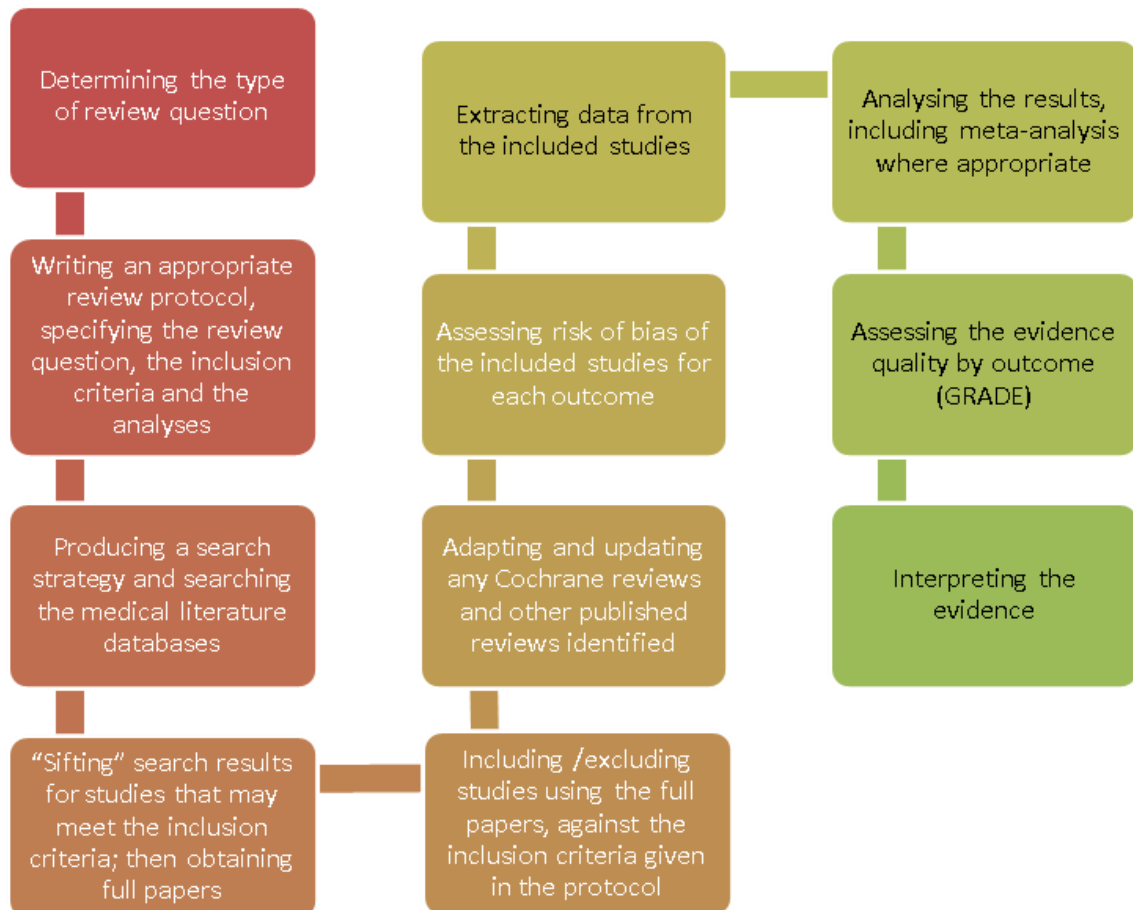 Determining the type
of review question
Writing an appropriate
review protocol,
specifying the review
question, the inclusion
criteria and the
analyses
Producing a search
strategy and searching
the medical literature
databases
“Sifting” search results
for studies that may
meet the inclusion
criteria; then obtaining
full papers
Including /excluding
studies using the full
papers, against the
inclusion criteria given
in the protocol
Adapting and updating
any Cochrane reviews
and other published
reviews identified
Assessing risk of bias of
the included studies for
each outcome
Extracting data from
the included studies
Analysing the results,
including meta-analysis
where appropriate
Assessing the evidence
quality by outcome
(GRADE)
Interpreting the
evidence